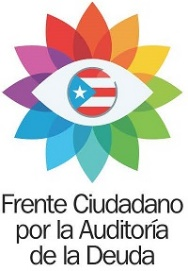 Frente Ciudadano
por la Auditoría
de la Deuda